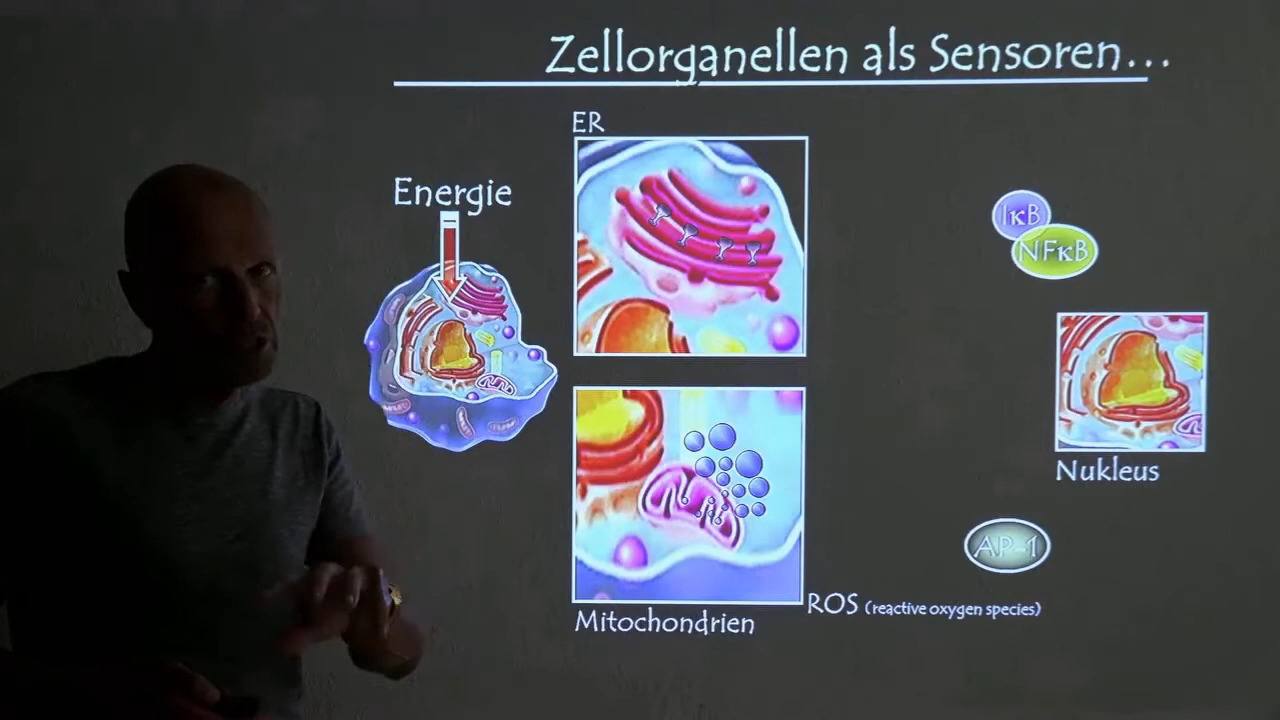 Zellorganellen als Sensoren...
ER
Energie
IκB
NFκB
Nukleus
AP-1
ROS (reactive oxygen species)
Mitochondrien